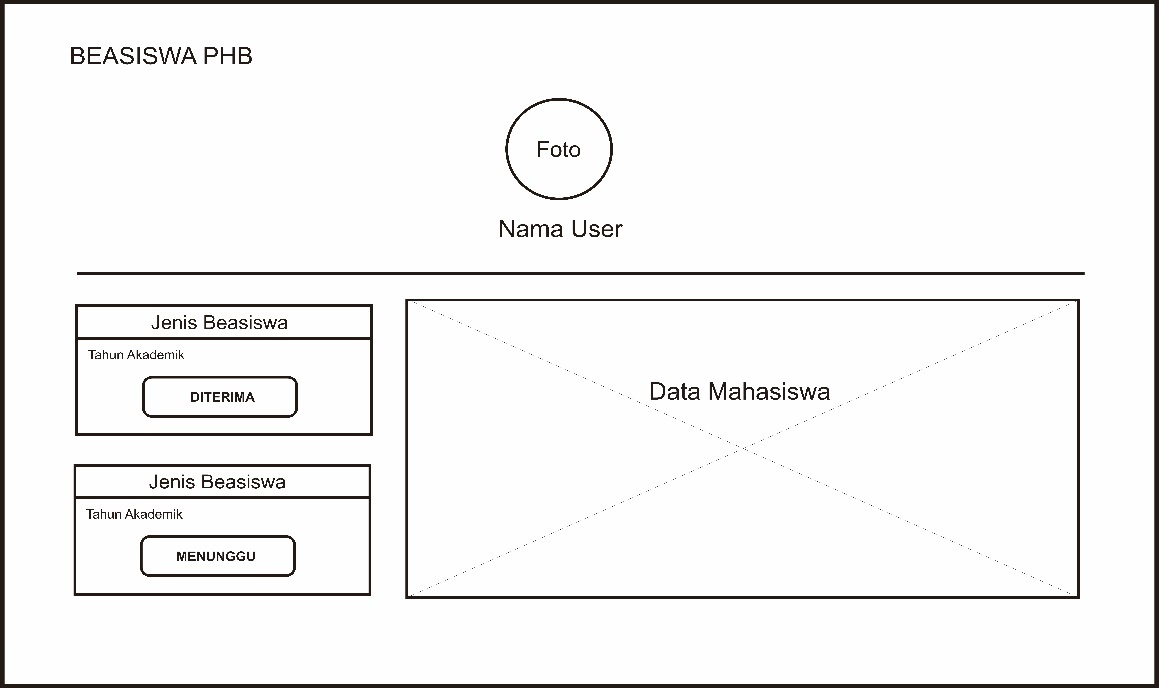 BEASISWA PHB
Foto
Nama User
Jenis Beasiswa
Tahun Akademik
DITERIMA
Jenis Beasiswa
Tahun Akademik
MENUNGGU
Data Mahasiswa